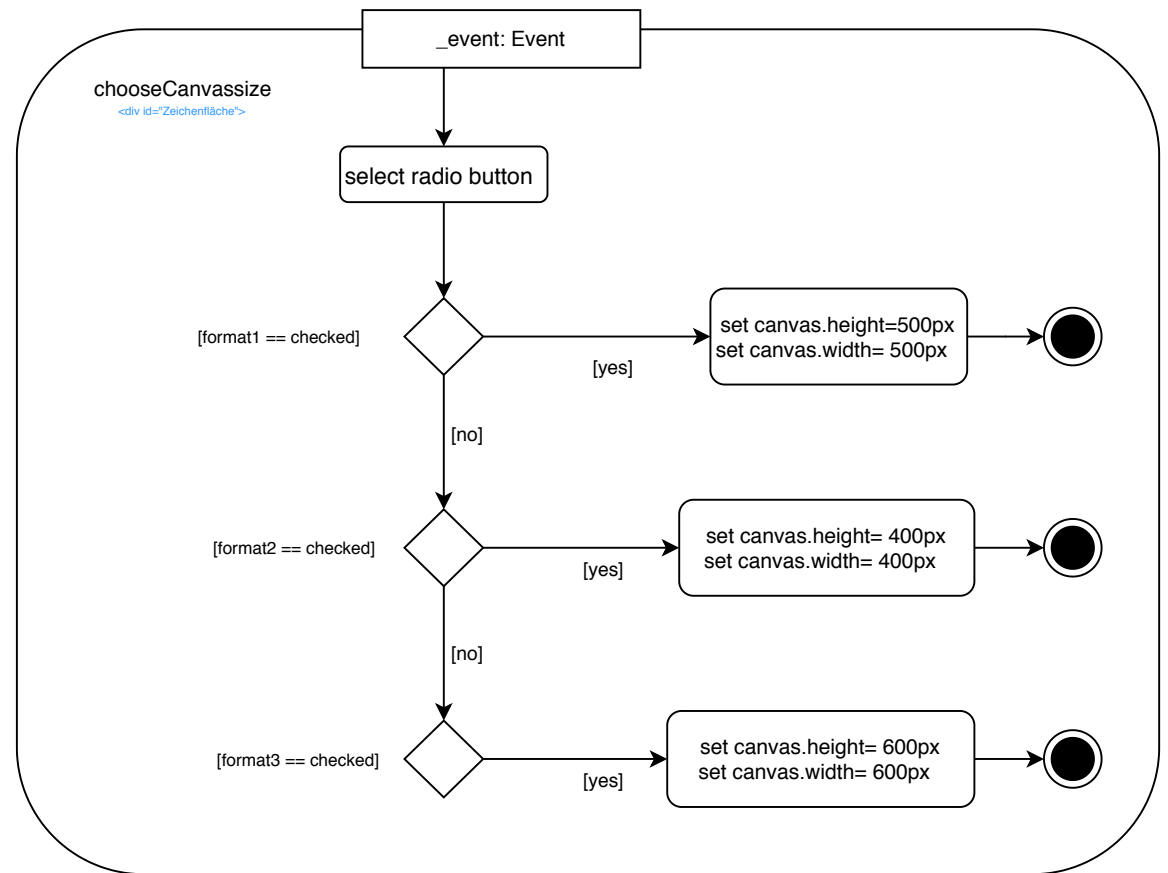 _event: Event
chooseCanvassize
<div id="Zeichenfläche">
select radio button
[format1 == checked]
set canvas.height=500px
set canvas.width= 500px
[yes]
[no]
[format2 == checked]
set canvas.height= 400px
set canvas.width= 400px
[yes]
[no]
[format3 == checked]
set canvas.height= 600px
set canvas.width= 600px
[yes]